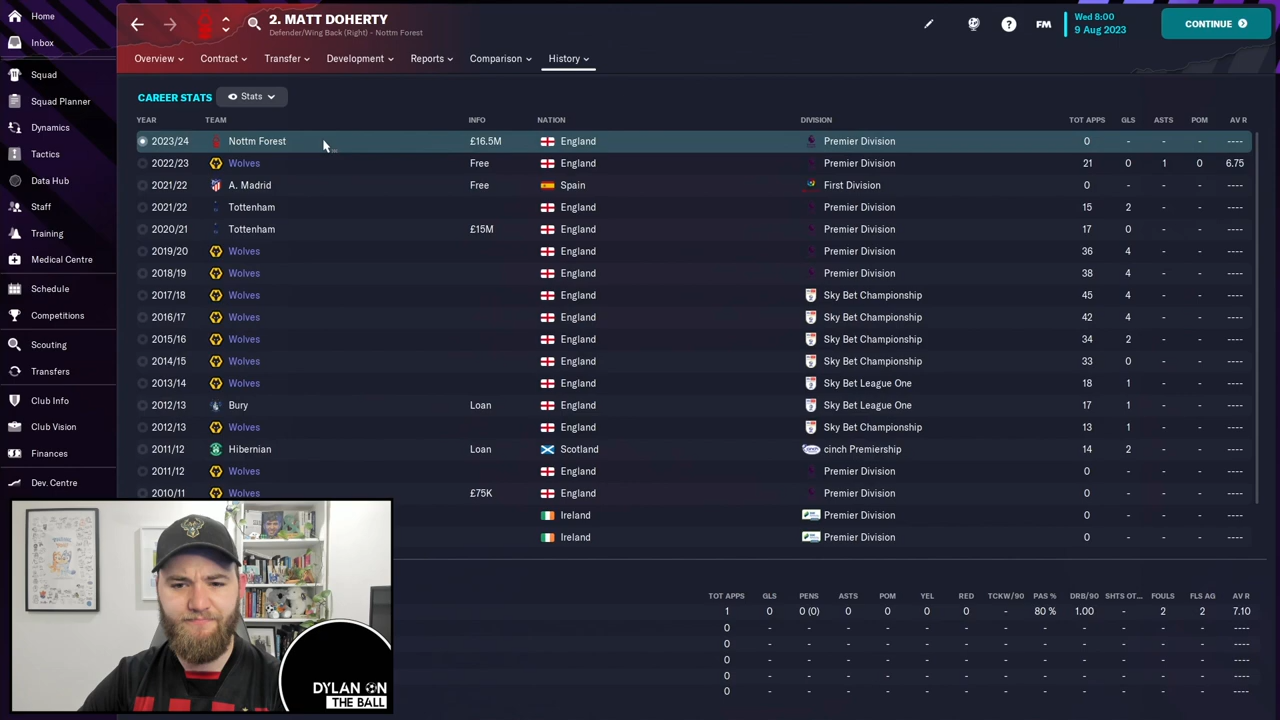 Home
Inbox
Squad
Squad Planner
Dynamics
Tactics
Data Hub
Staff
Training
Medical Centre
Schedule
Competitions
Scouting
Transfers
Club Info
Club Vision
Finances
Dev. Centre
2. MATT DOHERTY
Defender/Wing Back (Right) - Nottm Forest
FM
Wed 8:00
9 Aug 2023
CONTINUE
Overview Contract Transfer Development Reports Comparison History
CAREER STATS Stats
YEAR TEAM INFO NATION DIVISION TOT APPS GLS ASTS POM AV R
2023/24 Nottm Forest £16.5M England Premier Division 0 - - - ----
2022/23 Wolves Free England Premier Division 21 0 1 0 6.75
2021/22 A. Madrid Free Spain First Division 0 - - - ----
2021/22 Tottenham England Premier Division 15 2 - - ----
2020/21 Tottenham £15M England Premier Division 17 0 - - ----
2019/20 Wolves England Premier Division 36 4 - - ----
2018/19 Wolves England Premier Division 38 4 - - ----
2017/18 Wolves England Sky Bet Championship 45 4 - - ----
2016/17 Wolves England Sky Bet Championship 42 4 - - ----
2015/16 Wolves England Sky Bet Championship 34 2 - - ----
2014/15 Wolves England Sky Bet Championship 33 0 - - ----
2013/14 Wolves England Sky Bet League One 18 1 - - ----
2012/13 Bury Loan England Sky Bet League One 17 1 - - ----
2012/13 Wolves England Sky Bet Championship 13 1 - - ----
2011/12 Hibernian Loan Scotland cinch Premiership 14 2 - - ----
2011/12 Wolves England Premier Division 0 - - - ----
2010/11 Wolves £75K England Premier Division 0 - - - ----
Ireland Premier Division 0 - - - ----
Ireland Premier Division 0 - - - ----
TOT APPS GLS PENS ASTS POM YEL RED TCKW/90 PAS % DRB/90 SHTS OT... FOULS FLS AG AV R
1 0 0 (0) 0 0 0 0 - 80 % 1.00 - 2 2 7.10
0 - - - - - - - - - - - - -
0 - - - - - - - - - - - - -
0 - - - - - - - - - - - - -
0 - - - - - - - - - - - - -
0 - - - - - - - - - - - - -
DYLAN ON
THE BALL